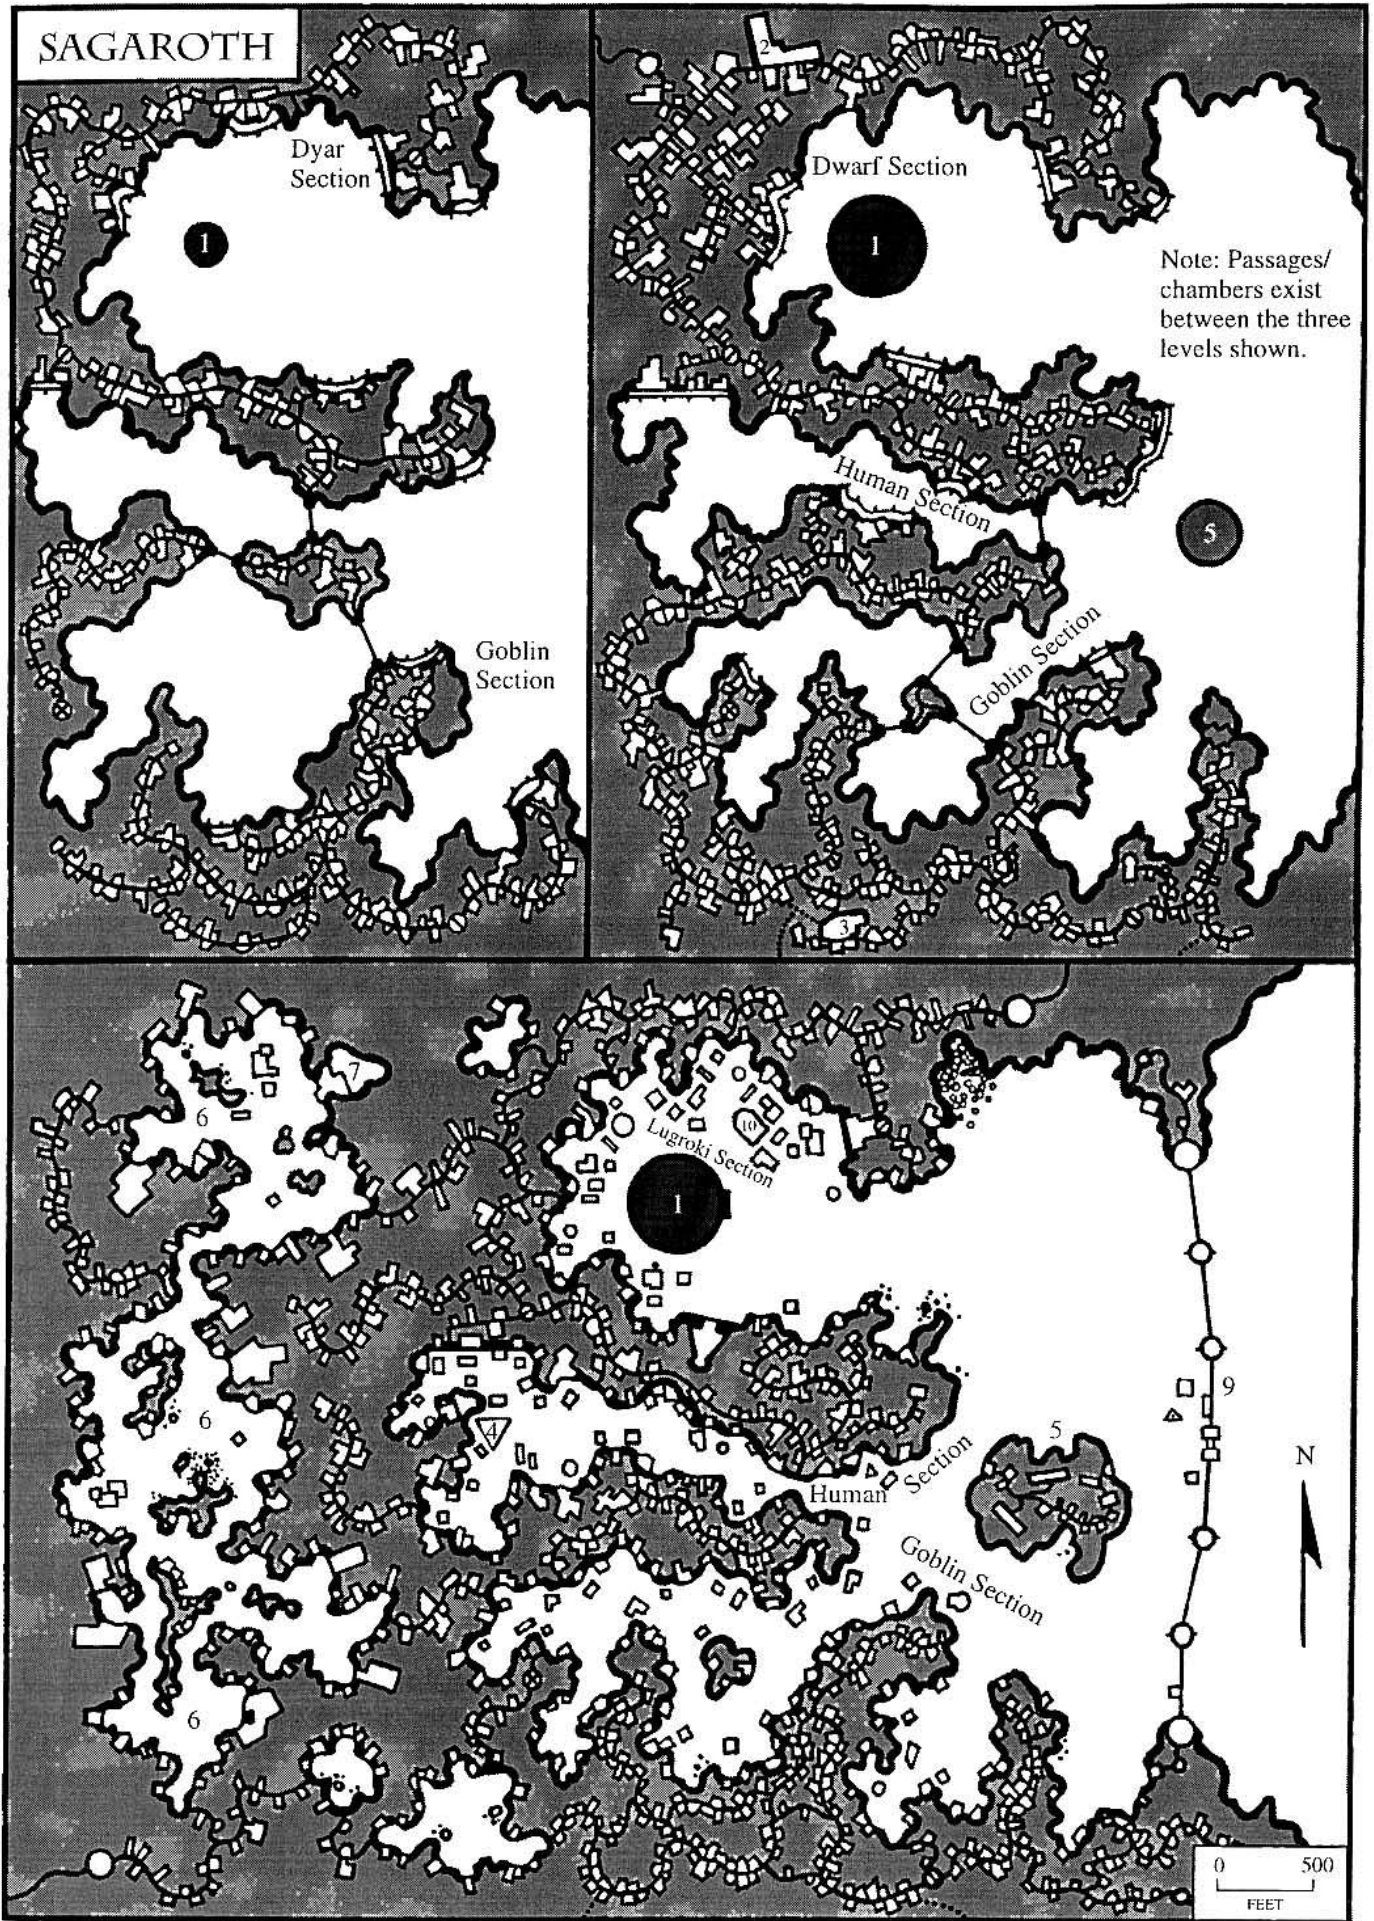 SAGAROTH
Dyar
Section
1
Goblin
Section
2
Dwarf Section
1
Note: Passages/
chambers exist
between the three
levels shown.
Human Section
5
Goblin Section
3
7
6
10
Lugroki Section
1
6
4
9
5
Human Section
N
Goblin Section
6
0 500
FEET